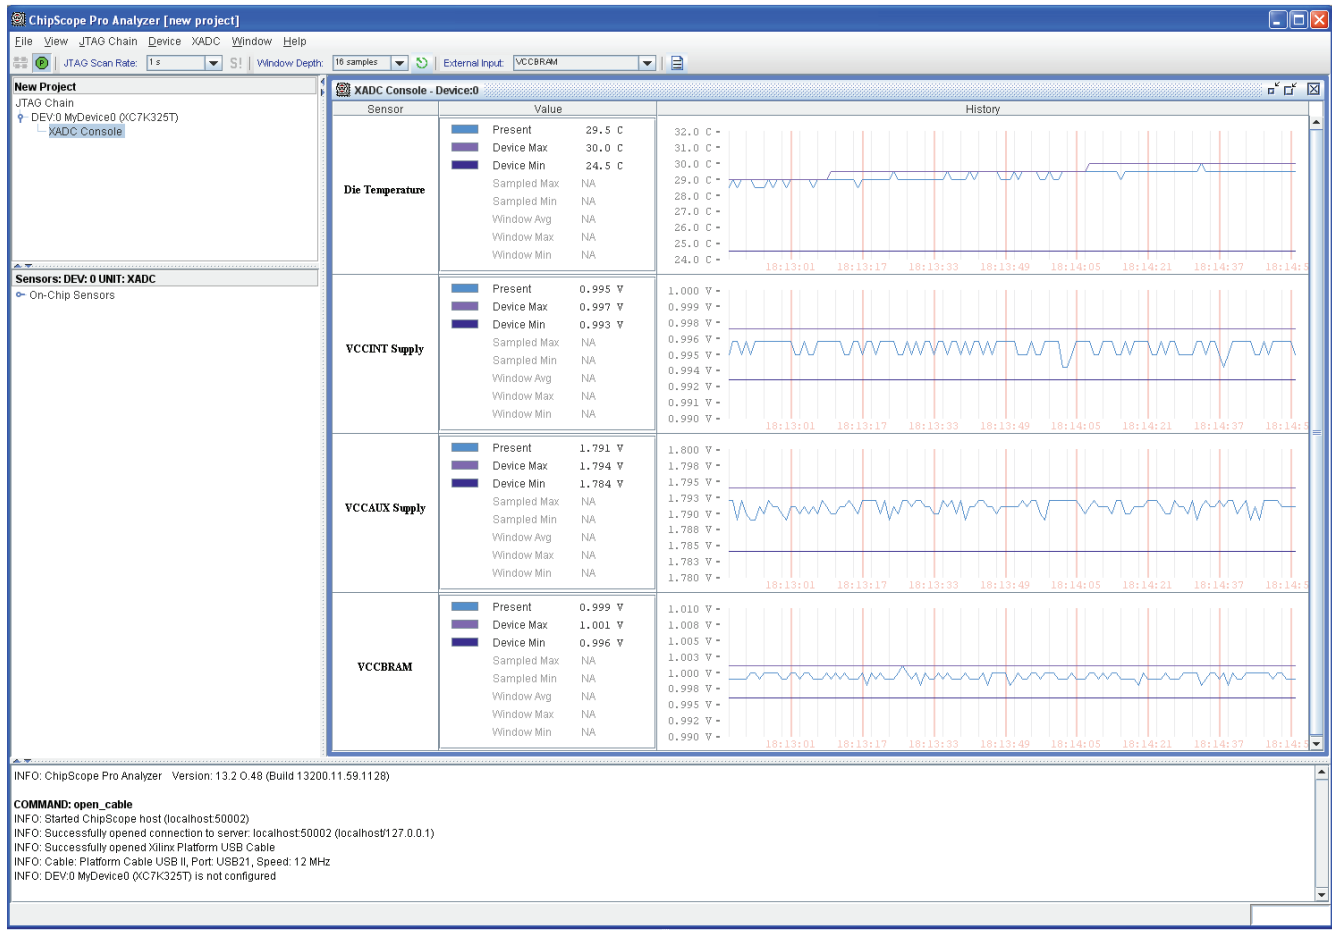 ChipScope Pro Analyzer [new project]
File View JTAG Chain Device XADC Window Help
JTAG Scan Rate: 1 s S! Window Depth: 16 samples External Input: VCCBRAM
New Project
JTAG Chain
DEV:0 MyDevice0 (XC7K325T)
XADC Console
Sensors: DEV: 0 UNIT: XADC
On-Chip Sensors
XADC Console - Device:0
Sensor Value History
Die Temperature
Present 29.5 C
Device Max 30.0 C
Device Min 24.5 C
Sampled Max NA
Sampled Min NA
Window Avg NA
Window Max NA
Window Min NA
32.0 C
31.0 C
30.0 C
29.0 C
28.0 C
27.0 C
26.0 C
25.0 C
24.0 C
18:13:01 18:13:17 18:13:33 18:13:49 18:14:05 18:14:21 18:14:37 18:14:5
VCCINT Supply
Present 0.995 V
Device Max 0.997 V
Device Min 0.993 V
Sampled Max NA
Sampled Min NA
Window Avg NA
Window Max NA
Window Min NA
1.000 V
0.999 V
0.998 V
0.996 V
0.995 V
0.994 V
0.992 V
0.991 V
0.990 V
18:13:01 18:13:17 18:13:33 18:13:49 18:14:05 18:14:21 18:14:37 18:14:5
VCCAUX Supply
Present 1.791 V
Device Max 1.794 V
Device Min 1.784 V
Sampled Max NA
Sampled Min NA
Window Avg NA
Window Max NA
Window Min NA
1.800 V
1.798 V
1.795 V
1.793 V
1.790 V
1.788 V
1.785 V
1.783 V
1.780 V
18:13:01 18:13:17 18:13:33 18:13:49 18:14:05 18:14:21 18:14:37 18:14:5
VCCBRAM
Present 0.999 V
Device Max 1.001 V
Device Min 0.996 V
Sampled Max NA
Sampled Min NA
Window Avg NA
Window Max NA
Window Min NA
1.010 V
1.008 V
1.005 V
1.003 V
1.000 V
0.998 V
0.995 V
0.992 V
0.990 V
18:13:01 18:13:17 18:13:33 18:13:49 18:14:05 18:14:21 18:14:37 18:14:5
INFO: ChipScope Pro Analyzer Version: 13.2 O.48 (Build 13200.11.59.1128)
COMMAND: open_cable
INFO: Started ChipScope host (localhost:50002)
INFO: Successfully opened connection to server: localhost:50002 (localhost/127.0.0.1)
INFO: Successfully opened Xilinx Platform USB Cable
INFO: Cable: Platform Cable USB II, Port: USB21, Speed: 12 MHz
INFO: DEV:0 MyDevice0 (XC7K325T) is not configured